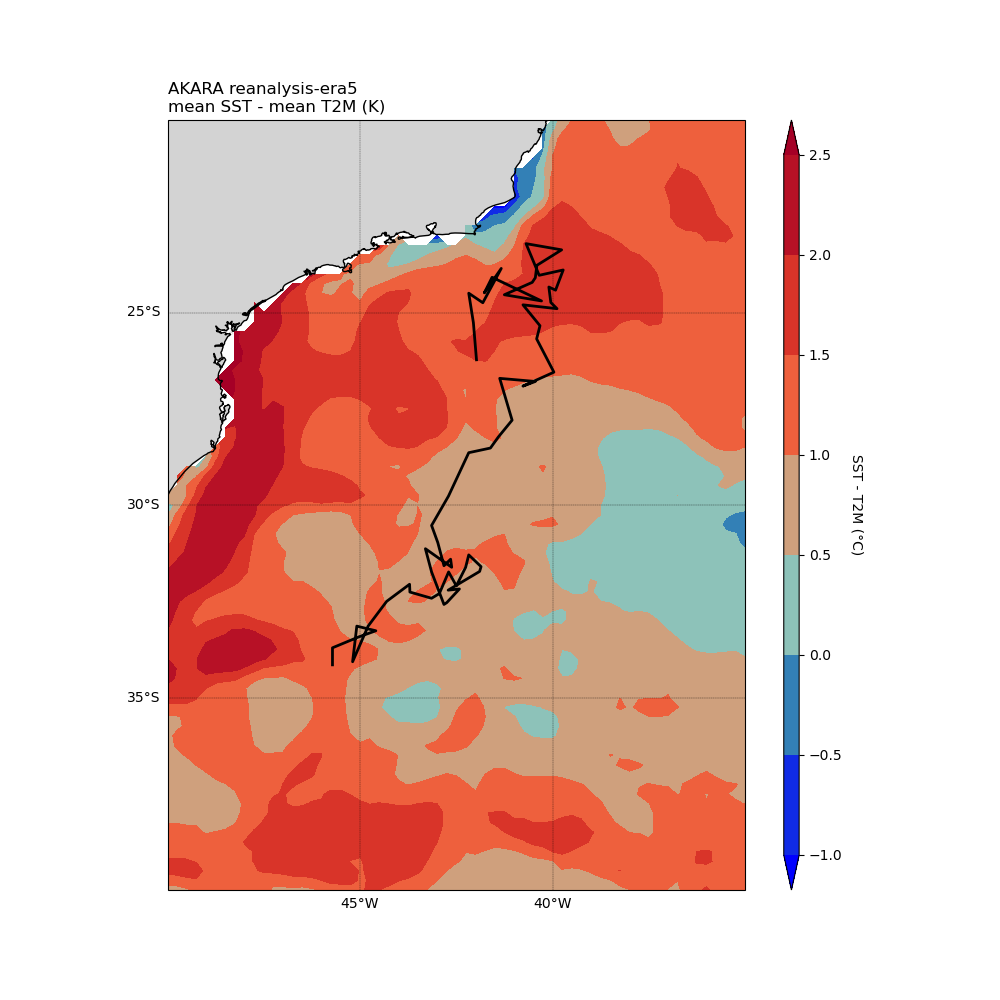 AKARA reanalysis-era5
mean SST - mean T2M (K)
25°S
30°S
35°S
45°W
40°W
2.5
2.0
1.5
1.0
0.5
0.0
−0.5
−1.0
SST - T2M (°C)